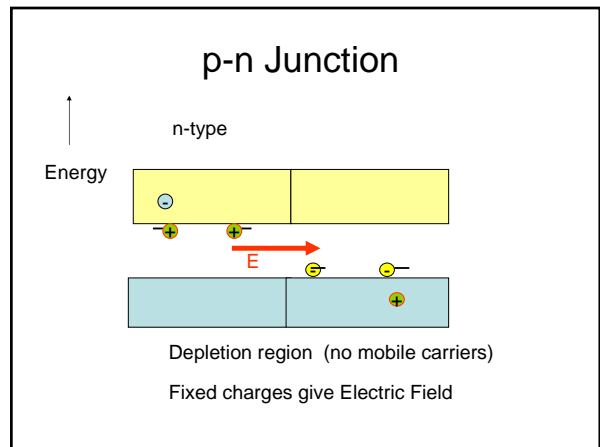 p-n Junction
n-type
Energy
-
+ +
E
- -
+
Depletion region (no mobile carriers)
Fixed charges give Electric Field